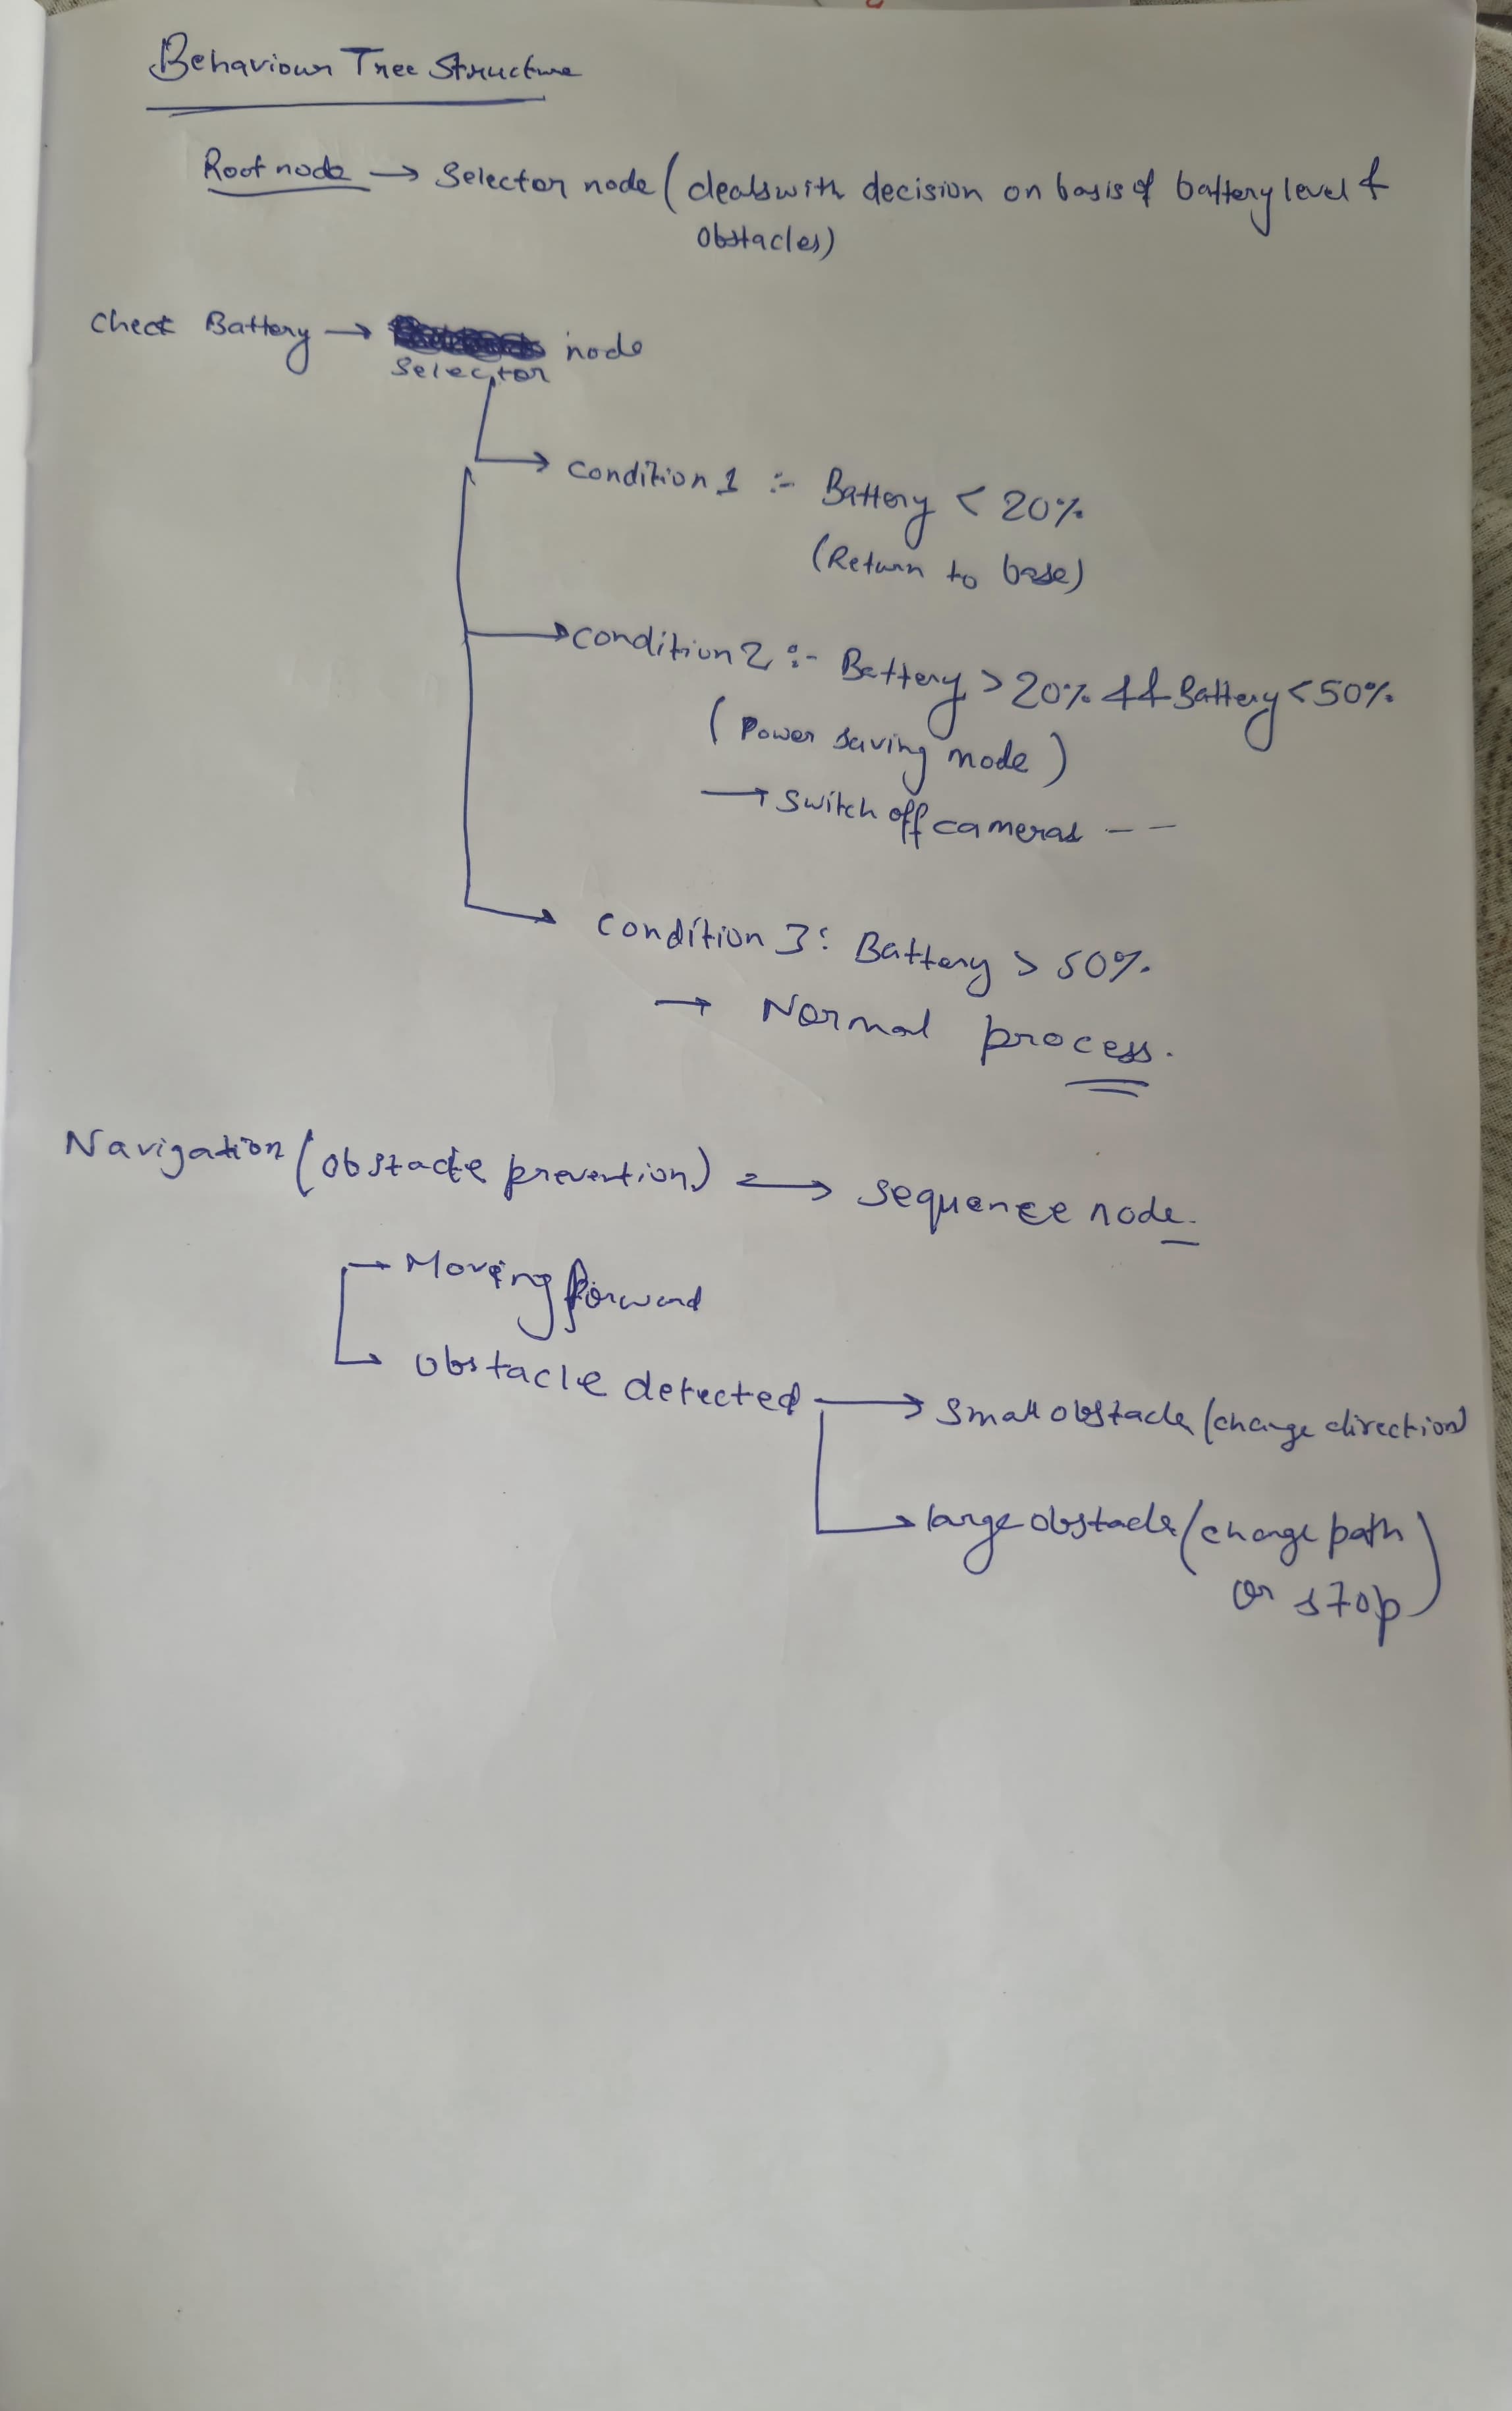 Behaviour Tree Structure
Root node → Selector node (deals with decision on basis of battery level &
Obstacles)
Check Battery → node
Selector
→ Condition 1 :- Battery < 20%
(Return to base)
→ condition 2 :- Battery > 20% && Battery < 50%
(Power saving mode)
→ Switch off cameras - -
→ Condition 3 : Battery > 50%.
→ Normal process.
Navigation (obstacle prevention) → sequence node.
→ Moving forward
→ Obstacle detected → Small obstacle (change direction)
→ large obstacle (change path
or stop)